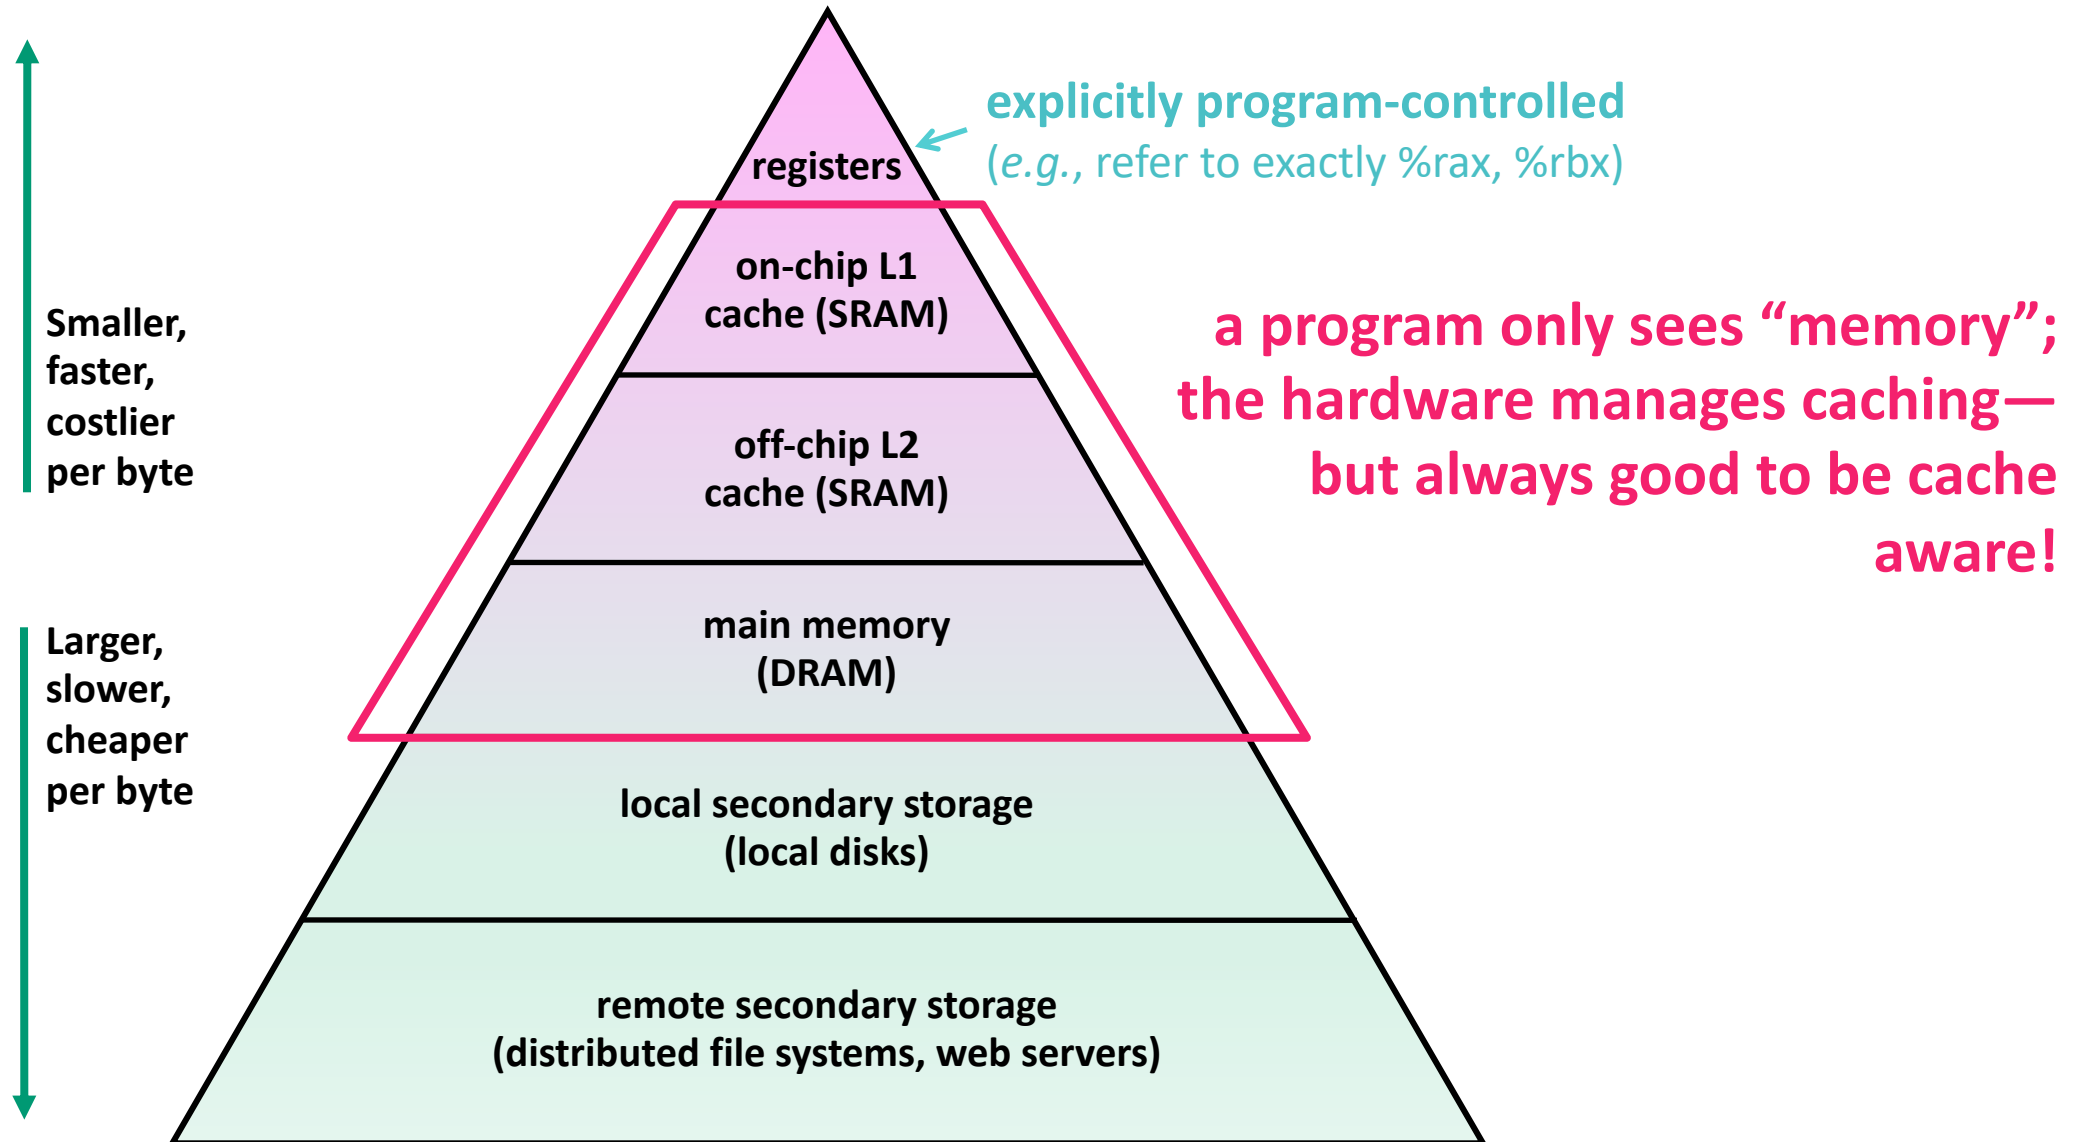 explicitly program-controlled
(e.g., refer to exactly %rax, %rbx)
registers
on-chip L1
cache (SRAM)
Smaller,
faster,
costlier
per byte
a program only sees “memory”;
the hardware manages caching—
but always good to be cache
aware!
off-chip L2
cache (SRAM)
main memory
(DRAM)
Larger,
slower,
cheaper
per byte
local secondary storage
(local disks)
remote secondary storage
(distributed file systems, web servers)